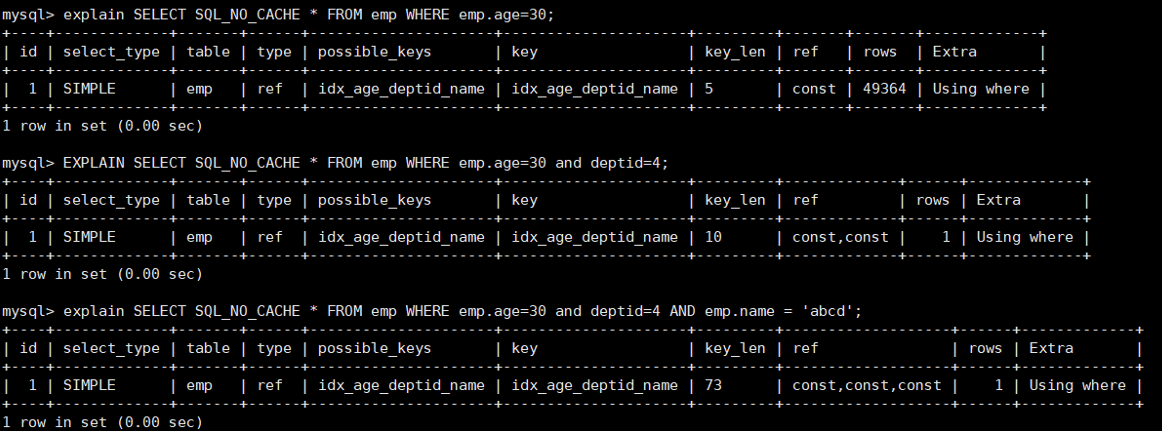 mysql> explain SELECT SQL_NO_CACHE * FROM emp WHERE emp.age=30;
+----+-------------+-------+------+----------------------+----------------------+---------+-------+-------+-------------+
| id | select_type | table | type | possible_keys        | key                  | key_len | ref   | rows  | Extra       |
+----+-------------+-------+------+----------------------+----------------------+---------+-------+-------+-------------+
|  1 | SIMPLE      | emp   | ref  | idx_age_deptid_name | idx_age_deptid_name | 5       | const | 49364 | Using where |
+----+-------------+-------+------+----------------------+----------------------+---------+-------+-------+-------------+
1 row in set (0.00 sec)
mysql> EXPLAIN SELECT SQL_NO_CACHE * FROM emp WHERE emp.age=30 and deptid=4;
+----+-------------+-------+------+---------------------+---------------------+---------+-------------+------+-------------+
| id | select_type | table | type | possible_keys       | key                 | key_len | ref         | rows | Extra       |
+----+-------------+-------+------+---------------------+---------------------+---------+-------------+------+-------------+
|  1 | SIMPLE      | emp   | ref  | idx_age_deptid_name | idx_age_deptid_name | 10      | const,const |    1 | Using where |
+----+-------------+-------+------+---------------------+---------------------+---------+-------------+------+-------------+
1 row in set (0.00 sec)
mysql> explain SELECT SQL_NO_CACHE * FROM emp WHERE emp.age=30 and deptid=4 AND emp.name = 'abcd';
+----+-------------+-------+------+---------------------+---------------------+---------+-------------------+------+-------------+
| id | select_type | table | type | possible_keys       | key                 | key_len | ref               | rows | Extra       |
+----+-------------+-------+------+---------------------+---------------------+---------+-------------------+------+-------------+
|  1 | SIMPLE      | emp   | ref  | idx_age_deptid_name | idx_age_deptid_name | 73      | const,const,const |    1 | Using where |
+----+-------------+-------+------+---------------------+---------------------+---------+-------------------+------+-------------+
1 row in set (0.00 sec)